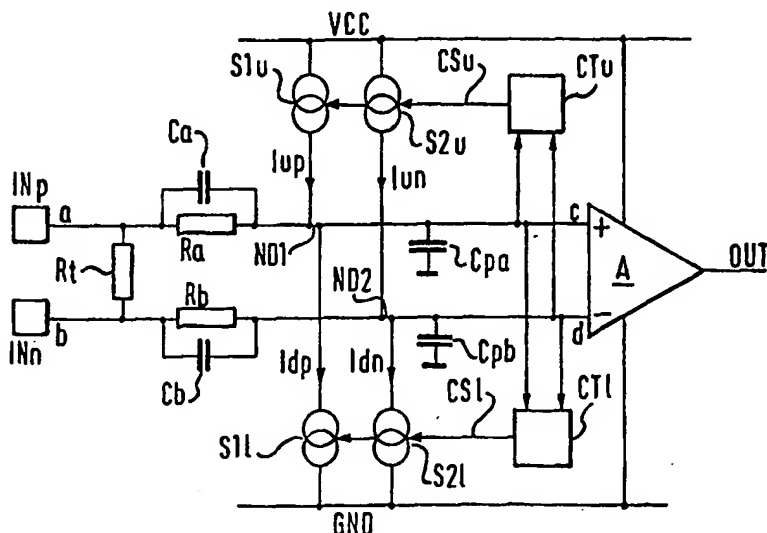 VCC
S1u
CSu
CTu
S2u
Ca
Iup
Iun
INp
a
c
+
Ra
ND1
Cpa
A
OUT
Rt
Rb
ND2
−
d
b
INn
Cb
Cpb
Idp
Idn
CSl
CTl
S1l
S2l
GND